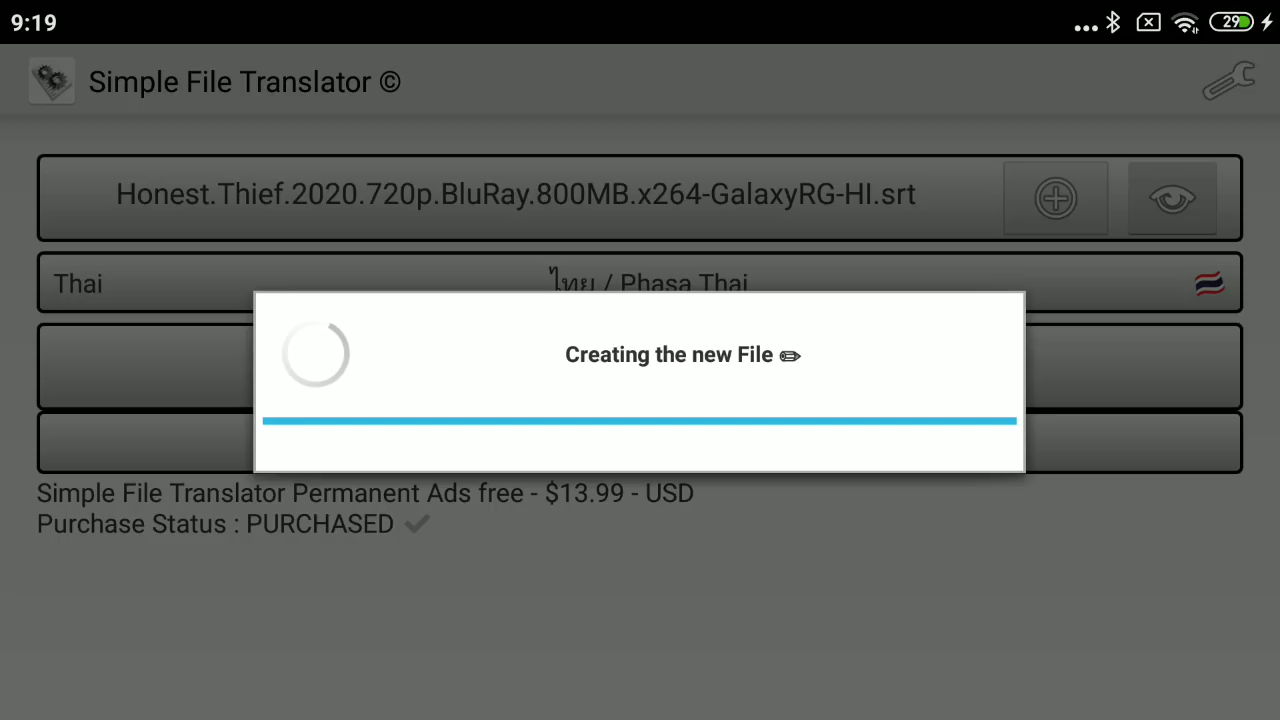 9:19
29
Simple File Translator ©
Honest.Thief.2020.720p.BluRay.800MB.x264-GalaxyRG-HI.srt
Thai ไทย / Phasa Thai
Creating the new File ✏
Simple File Translator Permanent Ads free - $13.99 - USD
Purchase Status : PURCHASED ✔